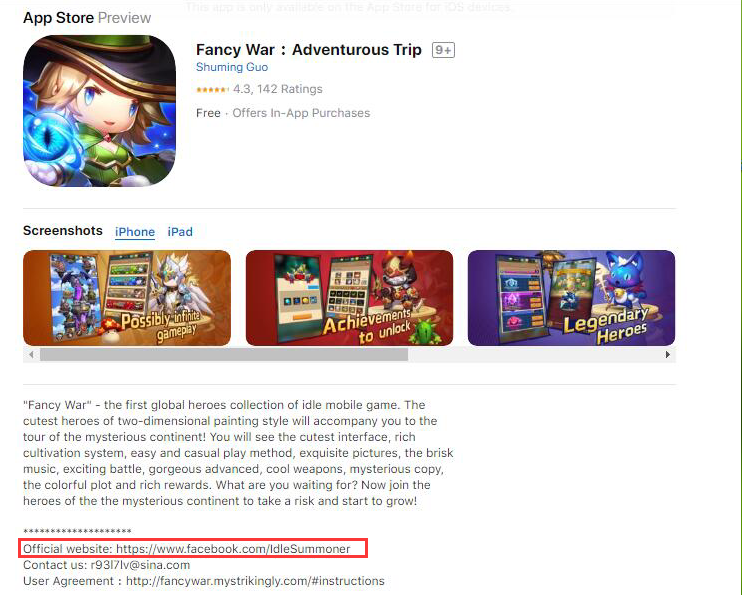 This app is only available on the App Store for iOS devices.
App Store Preview
Fancy War：Adventurous Trip 9+
Shuming Guo
4.3, 142 Ratings
Free · Offers In-App Purchases
Screenshots iPhone iPad
Possibly infinite
gameplay
Achievements
to unlock
Legendary
Heroes
"Fancy War" - the first global heroes collection of idle mobile game. The
cutest heroes of two-dimensional painting style will accompany you to the
tour of the mysterious continent! You will see the cutest interface, rich
cultivation system, easy and casual play method, exquisite pictures, the brisk
music, exciting battle, gorgeous advanced, cool weapons, mysterious copy,
the colorful plot and rich rewards. What are you waiting for? Now join the
heroes of the the mysterious continent to take a risk and start to grow!
********************
Official website: https://www.facebook.com/IdleSummoner
Contact us: r93l7lv@sina.com
User Agreement：http://fancywar.mystrikingly.com/#instructions